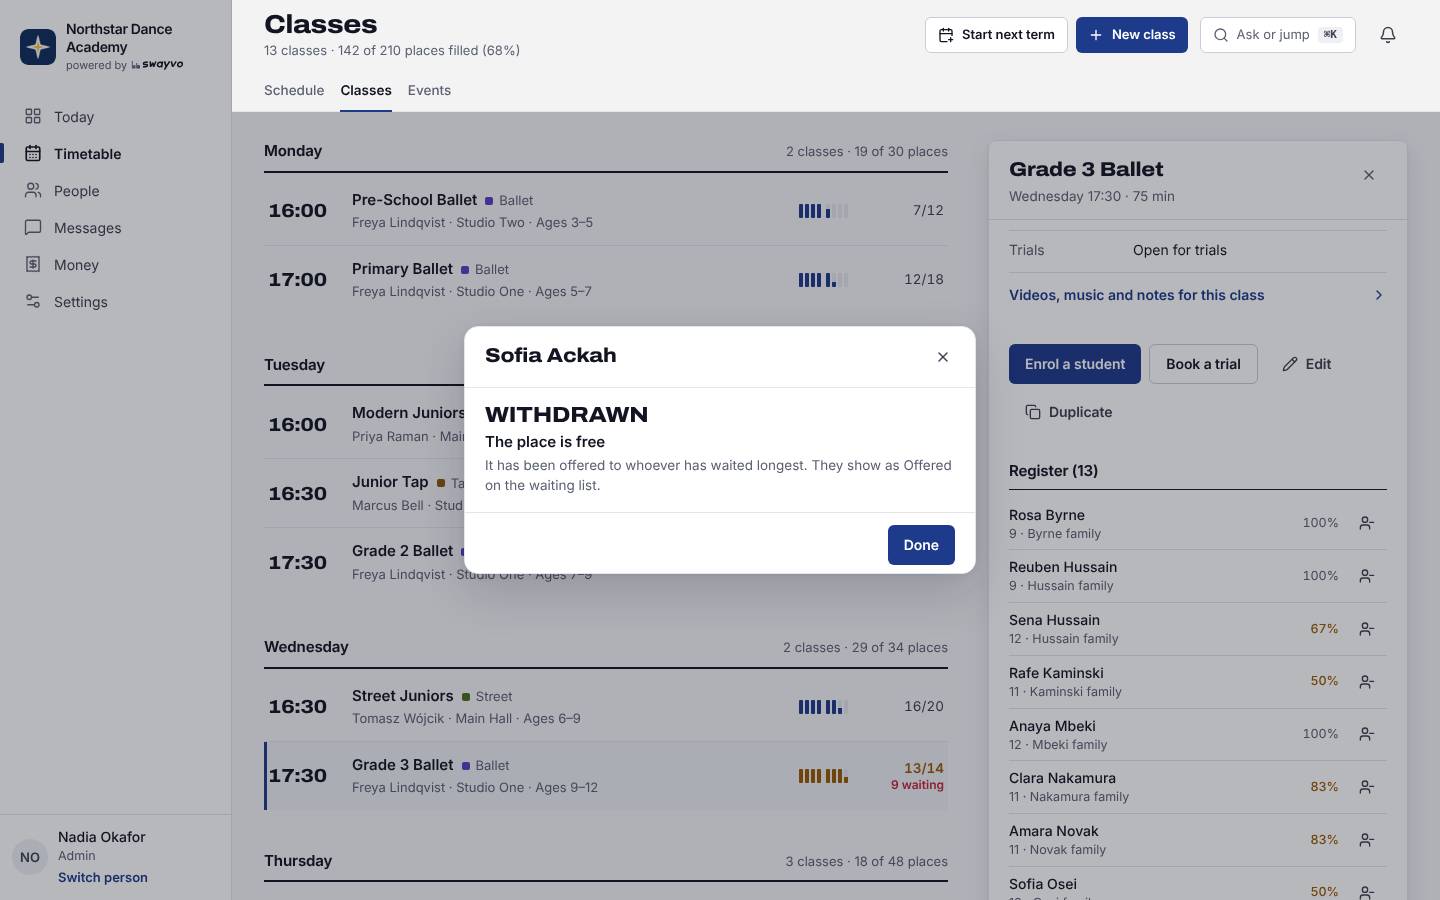 Northstar Dance
Academy
powered by swayvo
Today
Timetable
People
Messages
Money
Settings
NO
Nadia Okafor
Admin
Switch person
Classes
13 classes · 142 of 210 places filled (68%)
Start next term
New class
Ask or jump ⌘K
Schedule Classes Events
Monday 2 classes · 19 of 30 places
16:00 Pre-School Ballet Ballet 7/12
Freya Lindqvist · Studio Two · Ages 3–5
17:00 Primary Ballet Ballet 12/18
Freya Lindqvist · Studio One · Ages 5–7
Tuesday
16:00 Modern Juniors
Priya Raman
16:30 Junior Tap
Marcus Bell
17:30 Grade 2 Ballet
Freya Lindqvist · Studio One · Ages 7–9
Wednesday 2 classes · 29 of 34 places
16:30 Street Juniors Street 16/20
Tomasz Wójcik · Main Hall · Ages 6–9
17:30 Grade 3 Ballet Ballet 13/14
Freya Lindqvist · Studio One · Ages 9–12 9 waiting
Thursday 3 classes · 18 of 48 places
Sofia Ackah
WITHDRAWN
The place is free
It has been offered to whoever has waited longest. They show as Offered
on the waiting list.
Done
Grade 3 Ballet
Wednesday 17:30 · 75 min
Trials Open for trials
Videos, music and notes for this class
Enrol a student
Book a trial
Edit
Duplicate
Register (13)
Rosa Byrne 100%
9 · Byrne family
Reuben Hussain 100%
9 · Hussain family
Sena Hussain 67%
12 · Hussain family
Rafe Kaminski 50%
11 · Kaminski family
Anaya Mbeki 100%
12 · Mbeki family
Clara Nakamura 83%
11 · Nakamura family
Amara Novak 83%
11 · Novak family
Sofia Osei 50%